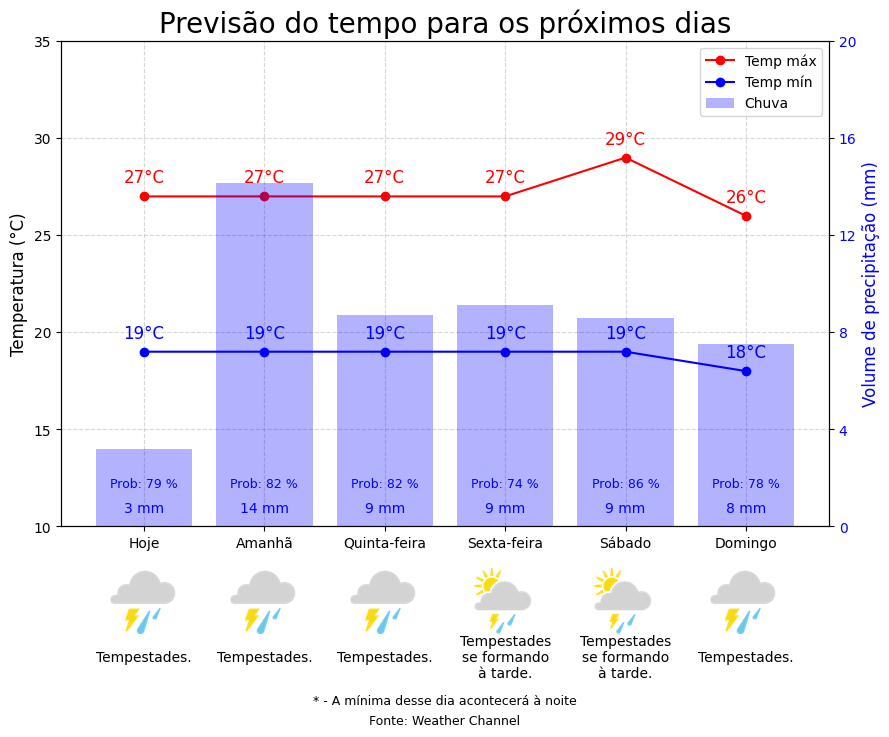 Previsão do tempo para os próximos dias
35
30
25
20
15
10
Temperatura (°C)
20
16
12
8
4
0
Volume de precipitação (mm)
Temp máx
Temp mín
Chuva
27°C 27°C 27°C 27°C 29°C 26°C
19°C 19°C 19°C 19°C 19°C 18°C
Prob: 79 % Prob: 82 % Prob: 82 % Prob: 74 % Prob: 86 % Prob: 78 %
3 mm 14 mm 9 mm 9 mm 9 mm 8 mm
Hoje Amanhã Quinta-feira Sexta-feira Sábado Domingo
Tempestades.
Tempestades.
Tempestades.
Tempestades
se formando
à tarde.
Tempestades
se formando
à tarde.
Tempestades.
* - A mínima desse dia acontecerá à noite
Fonte: Weather Channel